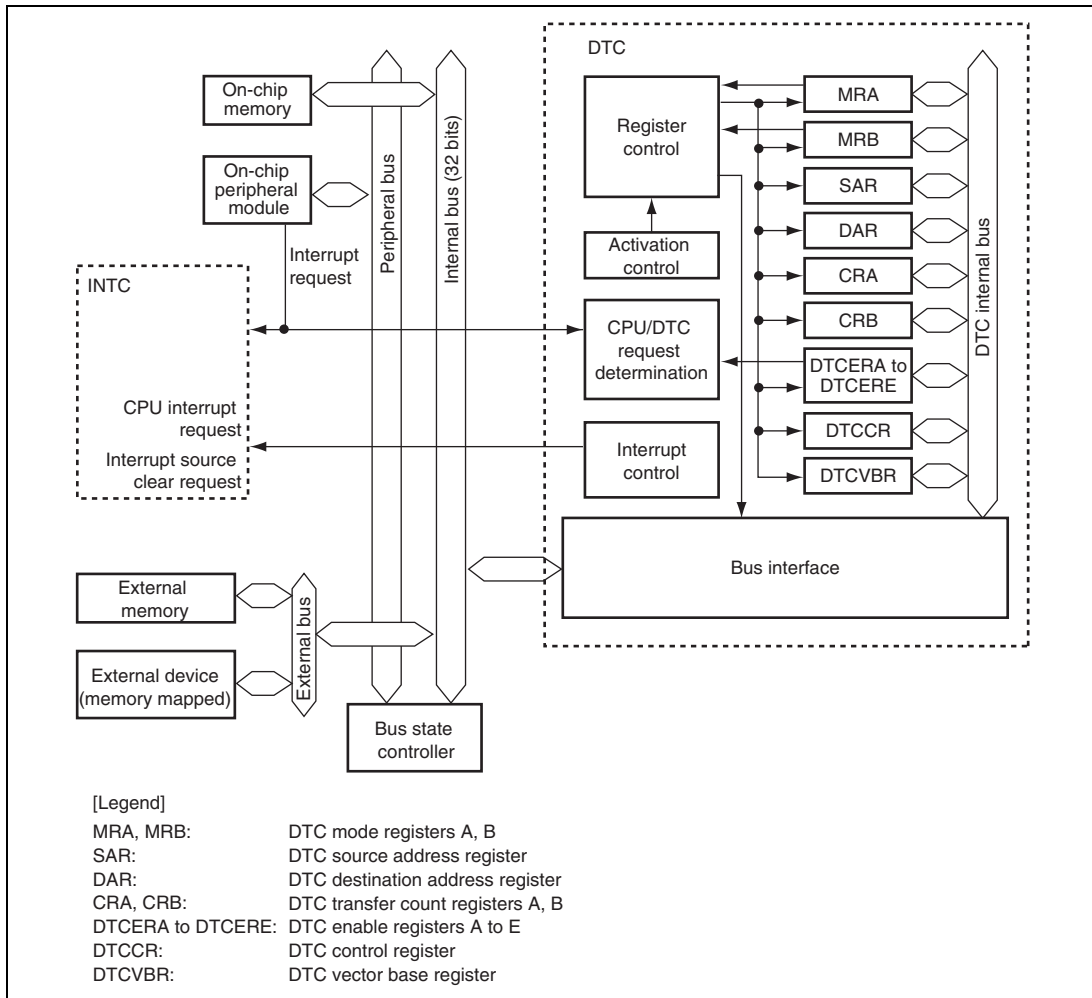 On-chip
memory
On-chip
peripheral
module
Interrupt
request
Peripheral bus
Internal bus (32 bits)
INTC
CPU interrupt
request
Interrupt source
clear request
External
memory
External device
(memory mapped)
External bus
Bus state
controller
DTC
Register
control
Activation
control
CPU/DTC
request
determination
Interrupt
control
MRA
MRB
SAR
DAR
CRA
CRB
DTCERA to
DTCERE
DTCCR
DTCVBR
DTC internal bus
Bus interface
[Legend]
MRA, MRB: DTC mode registers A, B
SAR: DTC source address register
DAR: DTC destination address register
CRA, CRB: DTC transfer count registers A, B
DTCERA to DTCERE: DTC enable registers A to E
DTCCR: DTC control register
DTCVBR: DTC vector base register